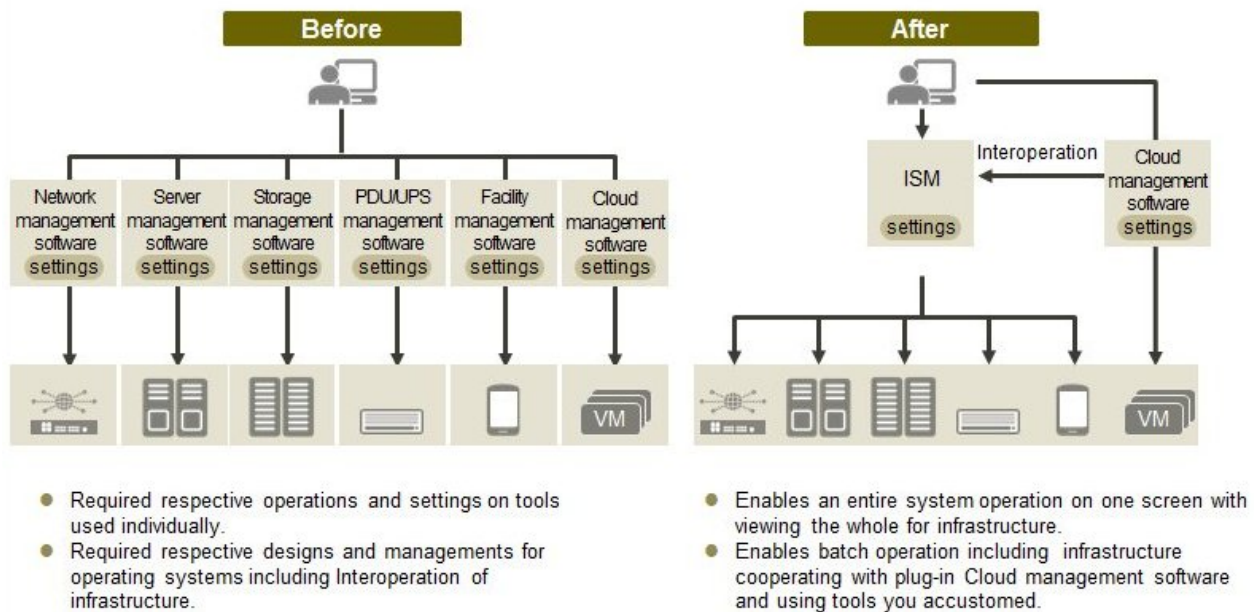 Before
Network
management
software
settings
Server
management
software
settings
Storage
management
software
settings
PDU/UPS
management
software
settings
Facility
management
software
settings
Cloud
management
software
settings
VM
● Required respective operations and settings on tools
used individually.
● Required respective designs and managements for
operating systems including Interoperation of
infrastructure.
After
ISM
settings
Interoperation
Cloud
management
software
settings
VM
● Enables an entire system operation on one screen with
viewing the whole for infrastructure.
● Enables batch operation including infrastructure
cooperating with plug-in Cloud management software
and using tools you accustomed.